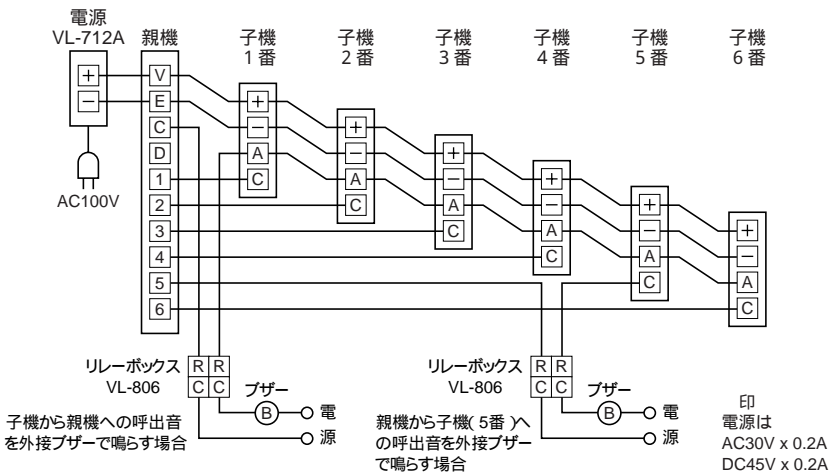 電源
VL-712A
親機
子機
1番
子機
2番
子機
3番
子機
4番
子機
5番
子機
6番
+
−
AC100V
V
E
C
D
1
2
3
4
5
6
+
−
A
C
+
−
A
C
+
−
A
C
+
−
A
C
+
−
A
C
+
−
A
C
リレーボックス
VL-806
R R
C C
ブザー
B
電
源
子機から親機への呼出音
を外接ブザーで鳴らす場合
リレーボックス
VL-806
R R
C C
ブザー
B
電
源
親機から子機(5番)へ
の呼出音を外接ブザー
で鳴らす場合
印
電源は
AC30V x 0.2A
DC45V x 0.2A